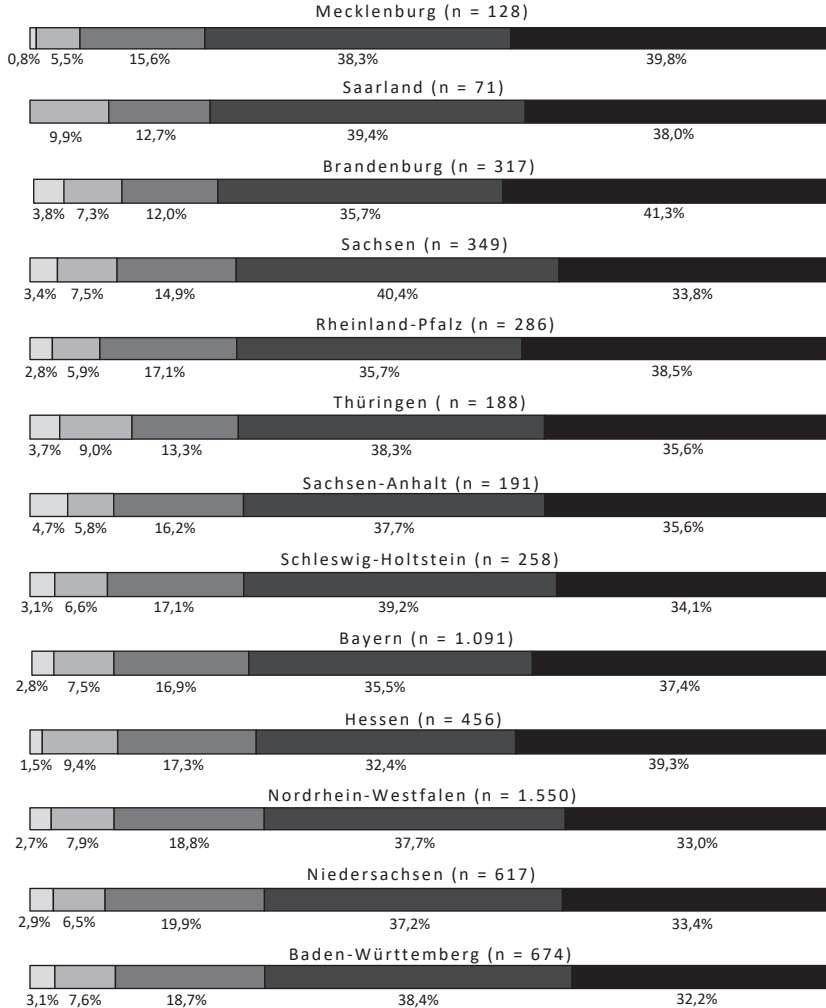 Mecklenburg (n = 128)
0,8% 5,5% 15,6% 38,3% 39,8%
Saarland (n = 71)
9,9% 12,7% 39,4% 38,0%
Brandenburg (n = 317)
3,8% 7,3% 12,0% 35,7% 41,3%
Sachsen (n = 349)
3,4% 7,5% 14,9% 40,4% 33,8%
Rheinland-Pfalz (n = 286)
2,8% 5,9% 17,1% 35,7% 38,5%
Thüringen ( n = 188)
3,7% 9,0% 13,3% 38,3% 35,6%
Sachsen-Anhalt (n = 191)
4,7% 5,8% 16,2% 37,7% 35,6%
Schleswig-Holtstein (n = 258)
3,1% 6,6% 17,1% 39,2% 34,1%
Bayern (n = 1.091)
2,8% 7,5% 16,9% 35,5% 37,4%
Hessen (n = 456)
1,5% 9,4% 17,3% 32,4% 39,3%
Nordrhein-Westfalen (n = 1.550)
2,7% 7,9% 18,8% 37,7% 33,0%
Niedersachsen (n = 617)
2,9% 6,5% 19,9% 37,2% 33,4%
Baden-Württemberg (n = 674)
3,1% 7,6% 18,7% 38,4% 32,2%